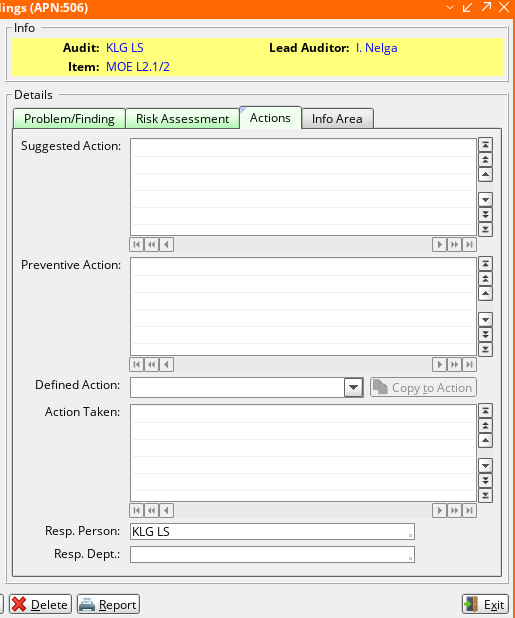 lings (APN:506)
Info
Audit: KLG LS Lead Auditor: I. Nelga
Item: MOE L2.1/2
Details
Problem/Finding Risk Assessment Actions Info Area
Suggested Action:
Preventive Action:
Defined Action: Copy to Action
Action Taken:
Resp. Person: KLG LS
Resp. Dept.:
Delete Report Exit